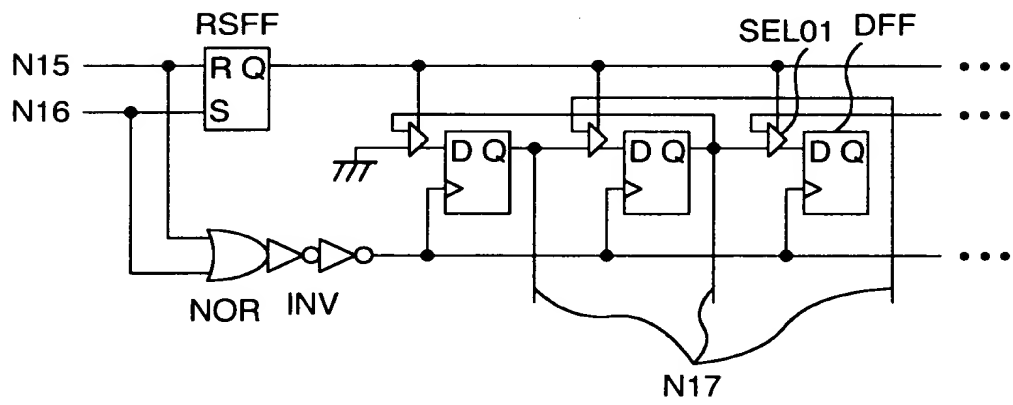 RSFF
SEL01
DFF
N15
R Q
N16
S
D Q
D Q
D Q
NOR
INV
N17